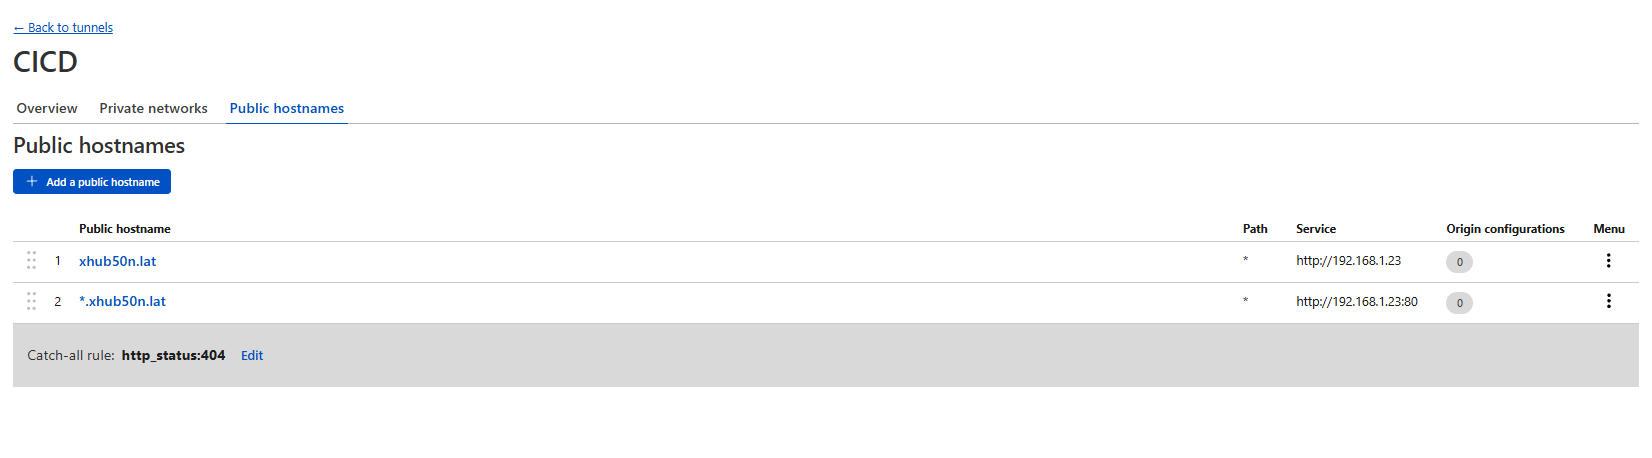 ← Back to tunnels
CICD
Overview Private networks Public hostnames
Public hostnames
+ Add a public hostname
Public hostname Path Service Origin configurations Menu
1 xhub50n.lat * http://192.168.1.23 0
2 *.xhub50n.lat * http://192.168.1.23:80 0
Catch-all rule: http_status:404 Edit